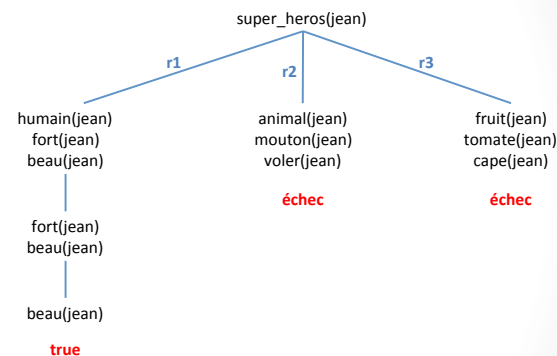 super_heros(jean)
r1
r2
r3
humain(jean)
fort(jean)
beau(jean)
animal(jean)
mouton(jean)
voler(jean)
fruit(jean)
tomate(jean)
cape(jean)
échec
échec
fort(jean)
beau(jean)
beau(jean)
true